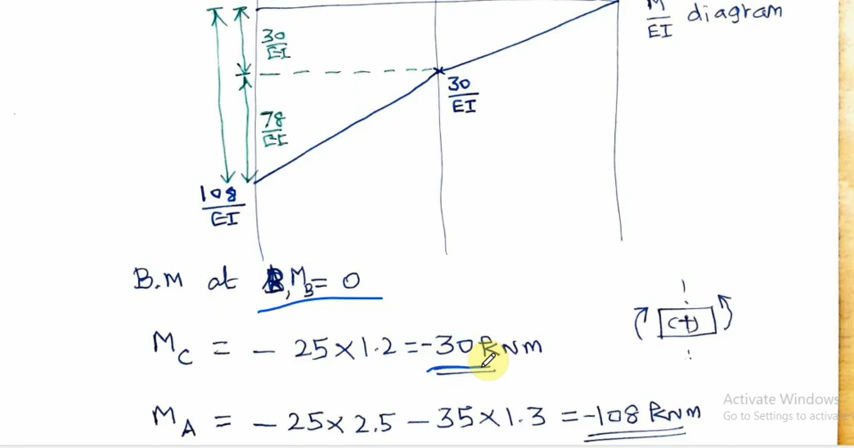 M/EI diagram
30/EI
30/EI
78/EI
108/EI
B.M at B, M_B = 0
M_C = - 25 × 1.2 = -30 kNm
(+)
M_A = - 25 × 2.5 - 35 × 1.3 = -108 kNm
Activate Windows
Go to Settings to activate